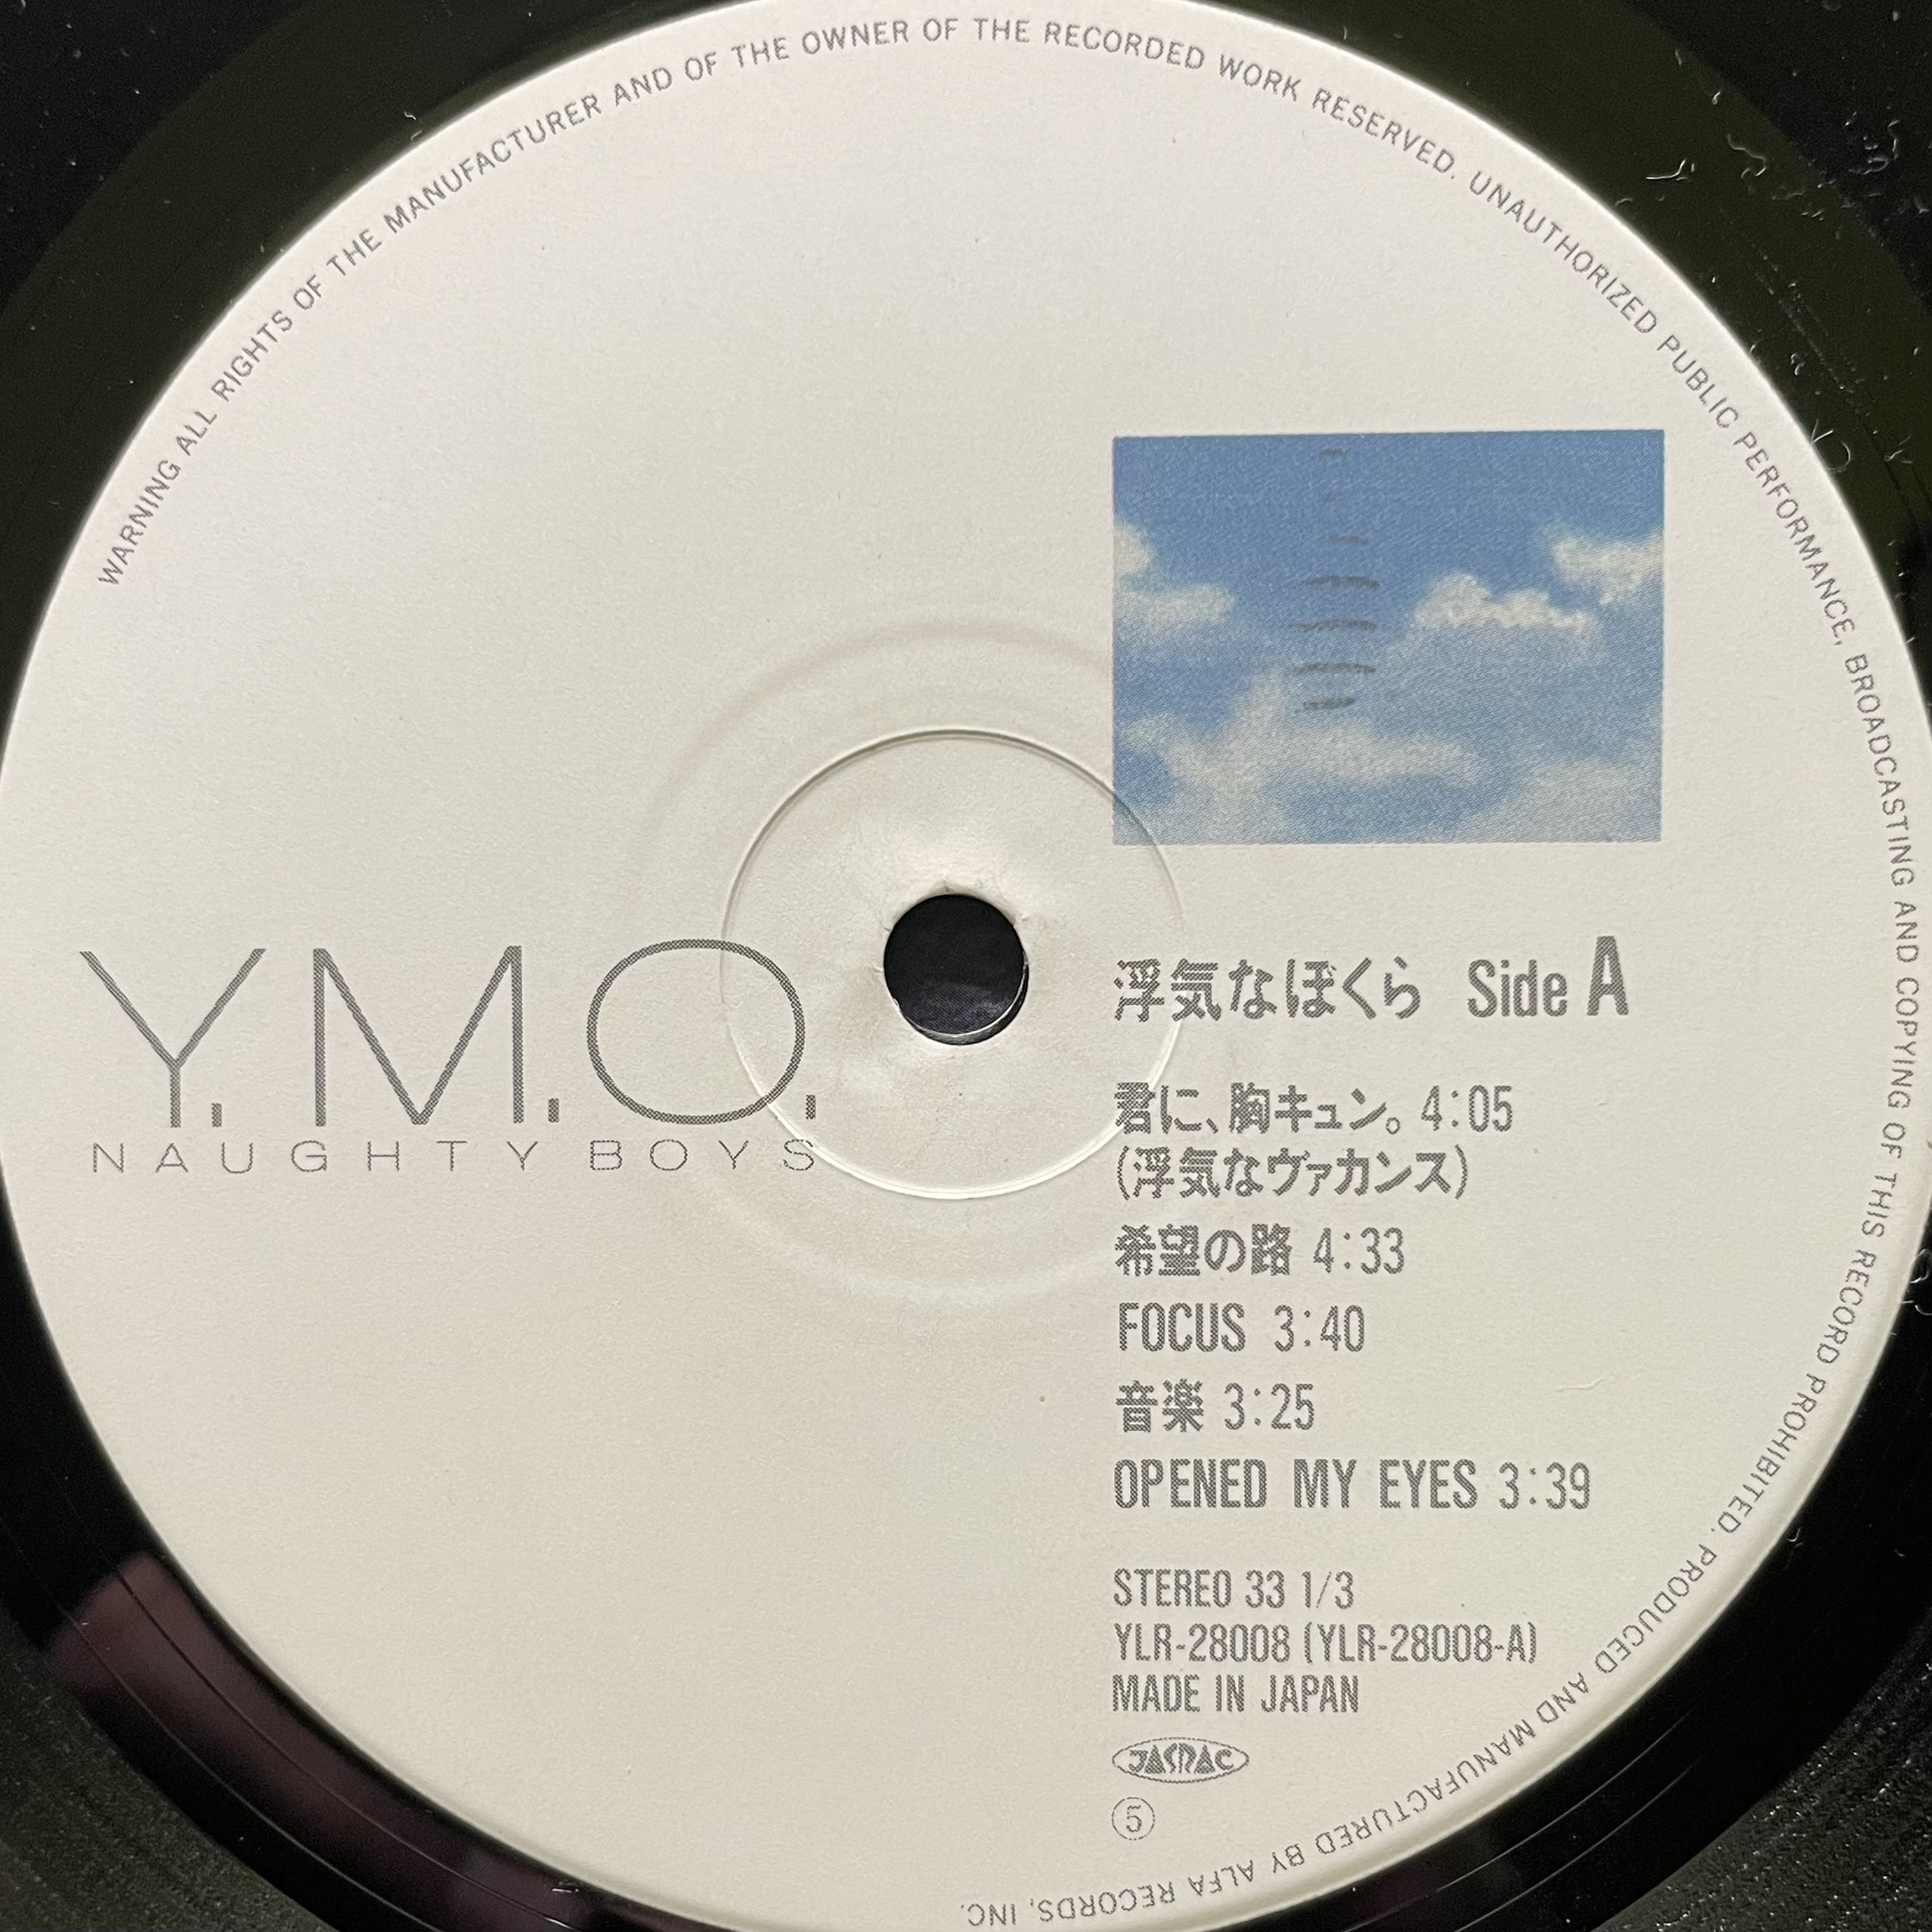 WARNING ALL RIGHTS OF THE MANUFACTURER AND OF THE OWNER OF THE RECORDED WORK RESERVED. UNAUTHORIZED PUBLIC PERFORMANCE, BROADCASTING AND COPYING OF THIS RECORD PROHIBITED. PRODUCED AND MANUFACTURED BY ALFA RECORDS, INC.
Y.M.O.
NAUGHTY BOYS
浮気なぼくら Side A
君に、胸キュン。 4:05
(浮気なヴァカンス)
希望の路 4:33
FOCUS 3:40
音楽 3:25
OPENED MY EYES 3:39
STEREO 33 1/3
YLR-28008 (YLR-28008-A)
MADE IN JAPAN
JASRAC
⑤